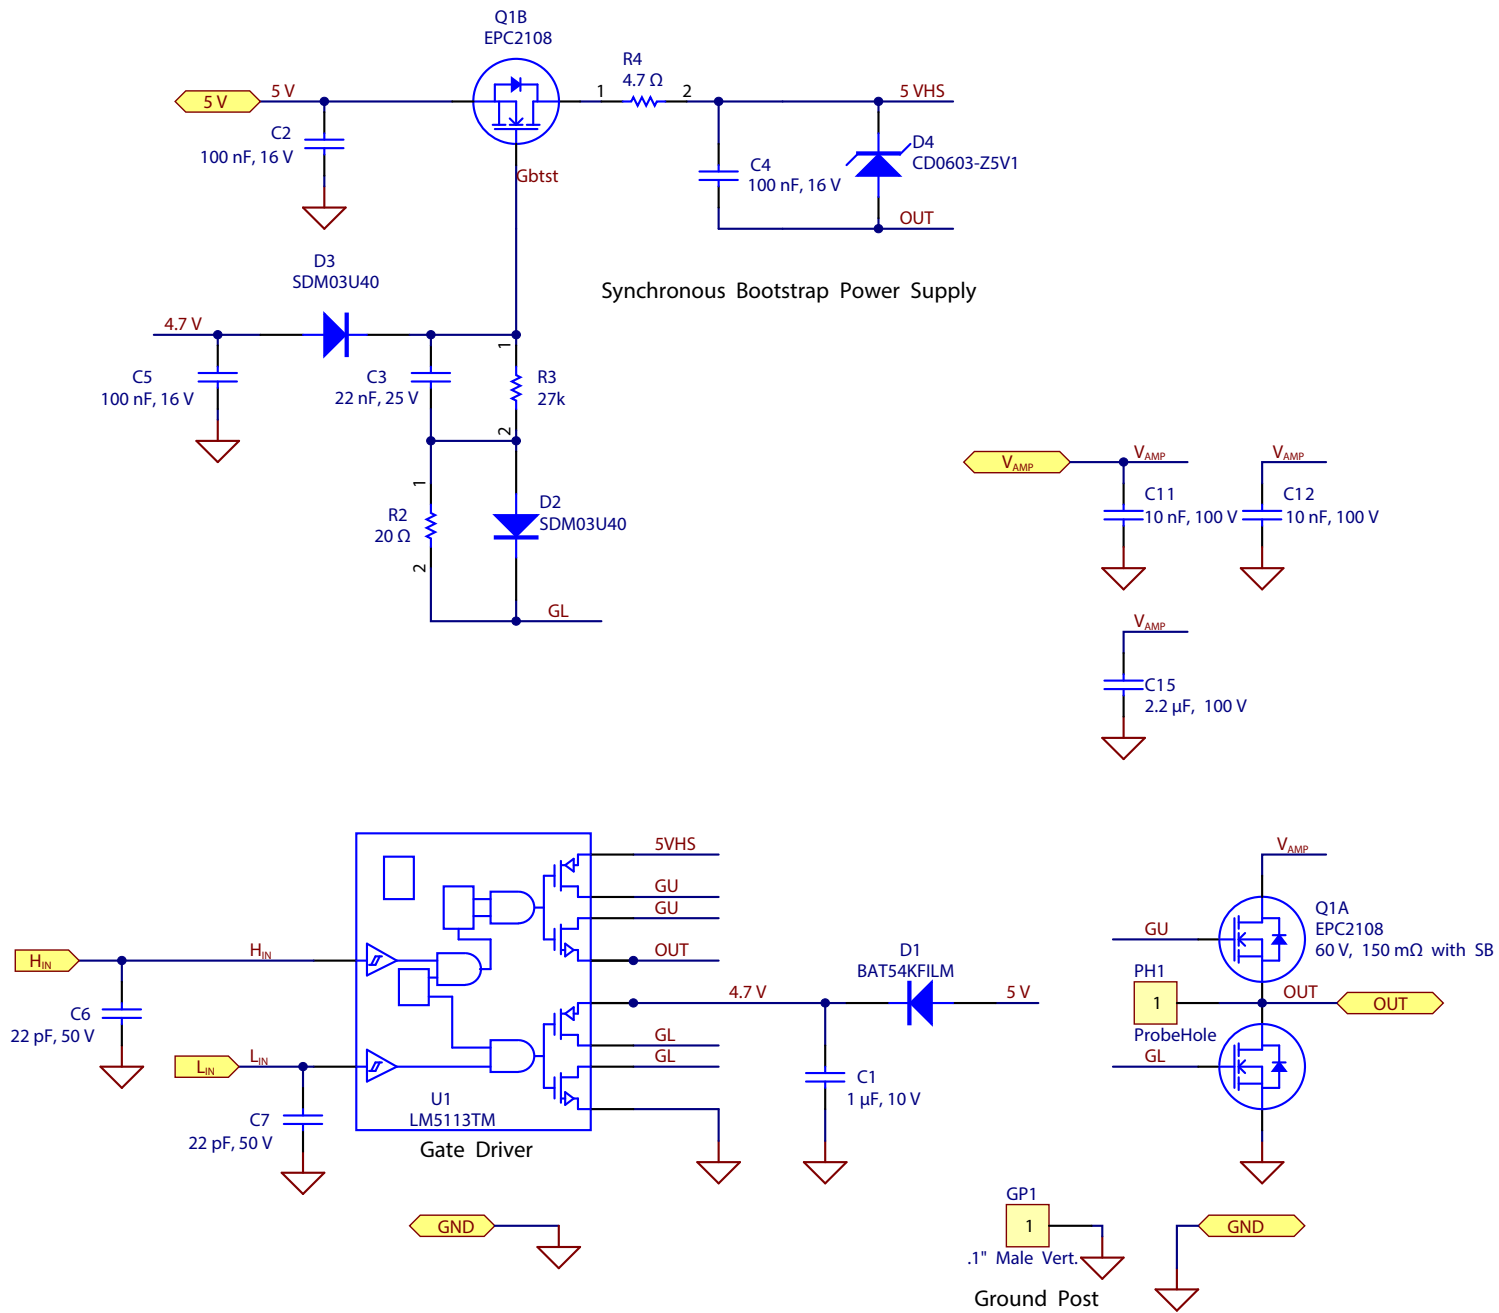 Q1B
EPC2108
R4
4.7 Ω
5 V
5 V
1
2
5 VHS
C2
100 nF, 16 V
D4
CD0603-Z5V1
C4
100 nF, 16 V
Gbtst
OUT
D3
SDM03U40
Synchronous Bootstrap Power Supply
4.7 V
1
C5
100 nF, 16 V
C3
22 nF, 25 V
R3
27k
2
1
R2
20 Ω
D2
SDM03U40
2
GL
VAMP
VAMP
VAMP
C11
10 nF, 100 V
C12
10 nF, 100 V
VAMP
C15
2.2 µF, 100 V
5VHS
GU
GU
OUT
HIN
HIN
C6
22 pF, 50 V
4.7 V
D1
BAT54KFILM
5 V
GL
GL
LIN
LIN
C7
22 pF, 50 V
U1
LM5113TM
Gate Driver
C1
1 µF, 10 V
VAMP
GU
Q1A
EPC2108
60 V, 150 mΩ with SB
PH1
1
ProbeHole
OUT
OUT
GL
GND
GP1
1
.1" Male Vert.
Ground Post
GND